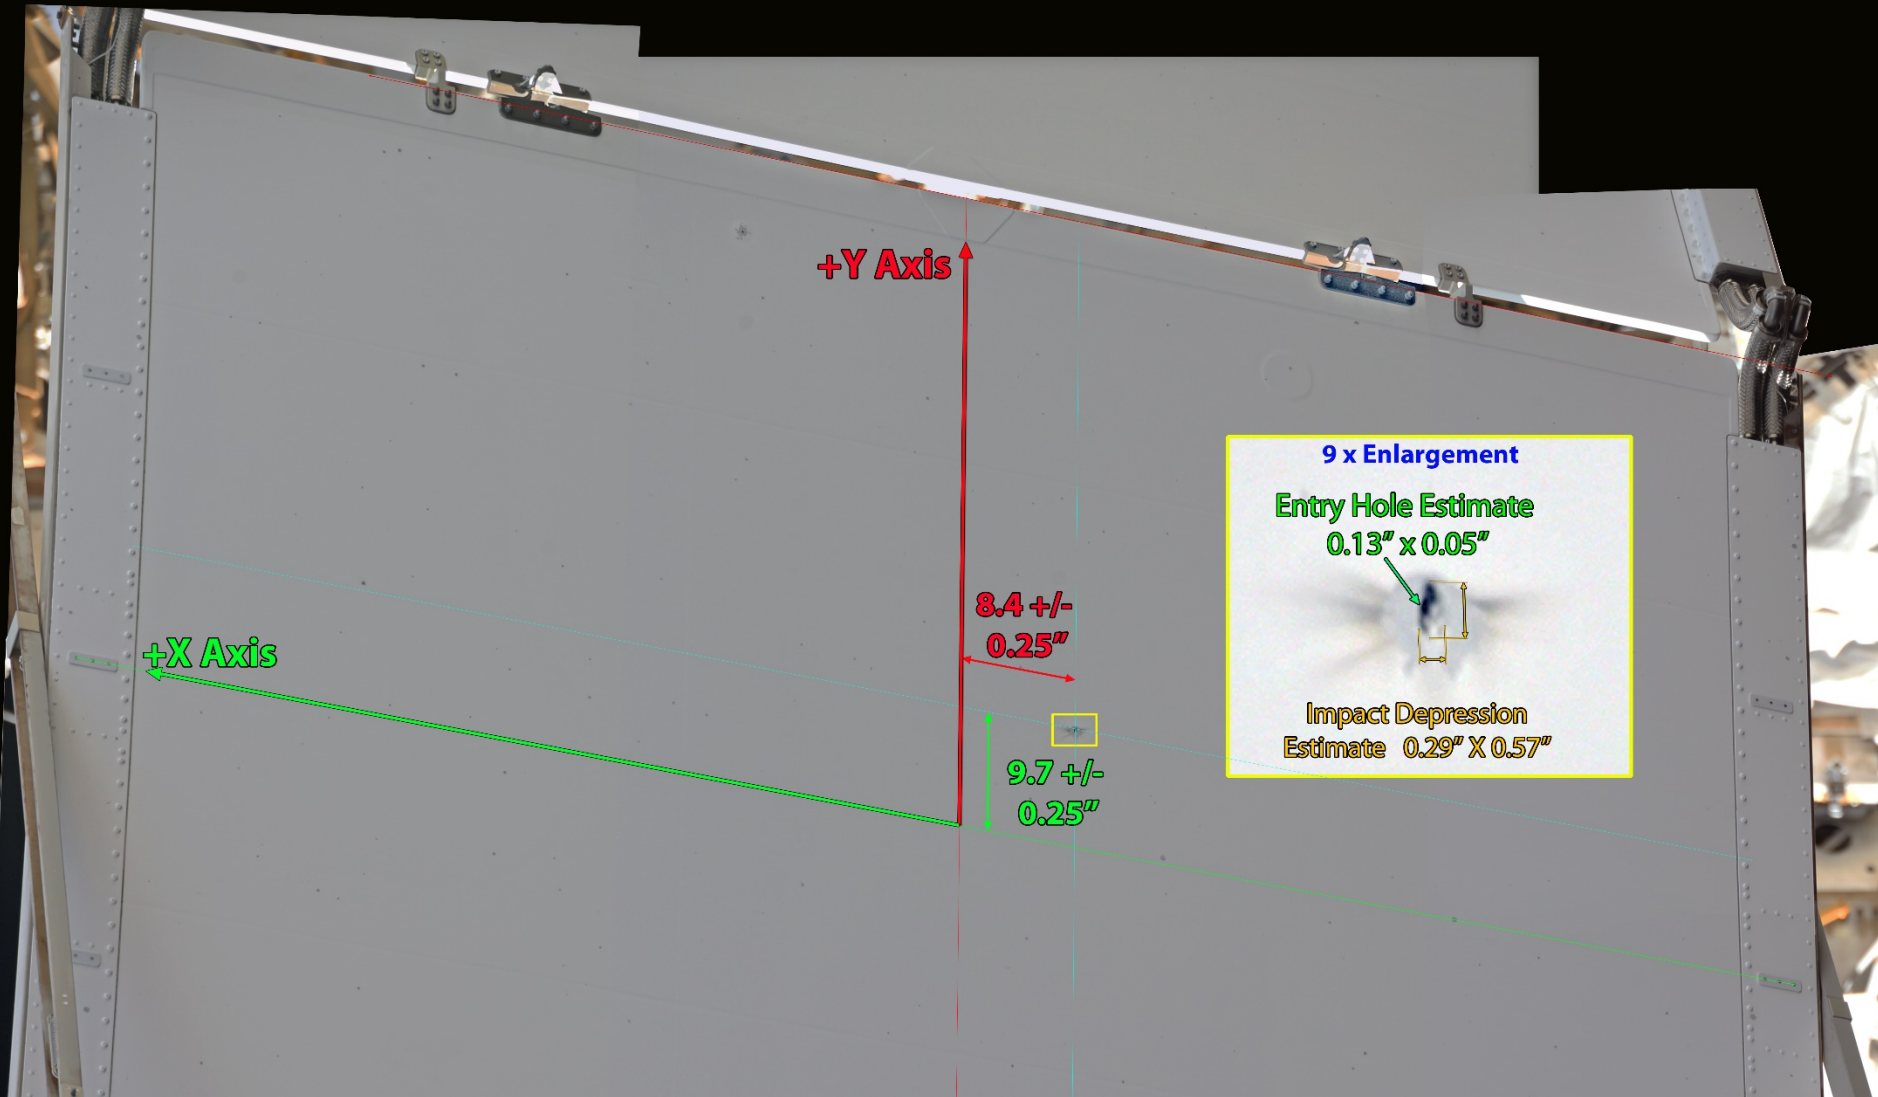 +Y Axis
8.4 +/-
0.25″
+X Axis
9.7 +/-
0.25″
9 x Enlargement
Entry Hole Estimate
0.13″ x 0.05″
Impact Depression
Estimate 0.29″ X 0.57″